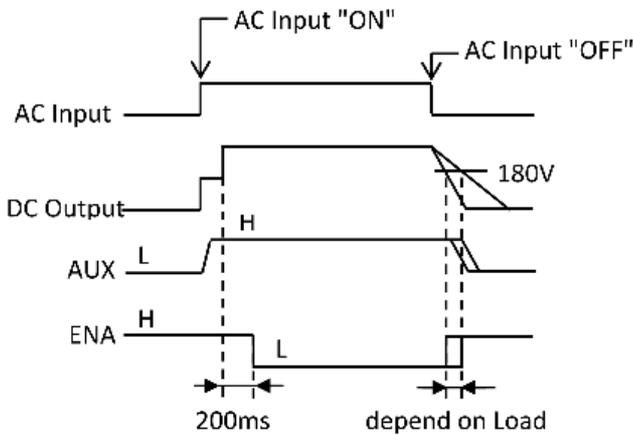 AC Input "ON"
AC Input "OFF"
AC Input
180V
DC Output
H
L
AUX
H
ENA
L
200ms
depend on Load